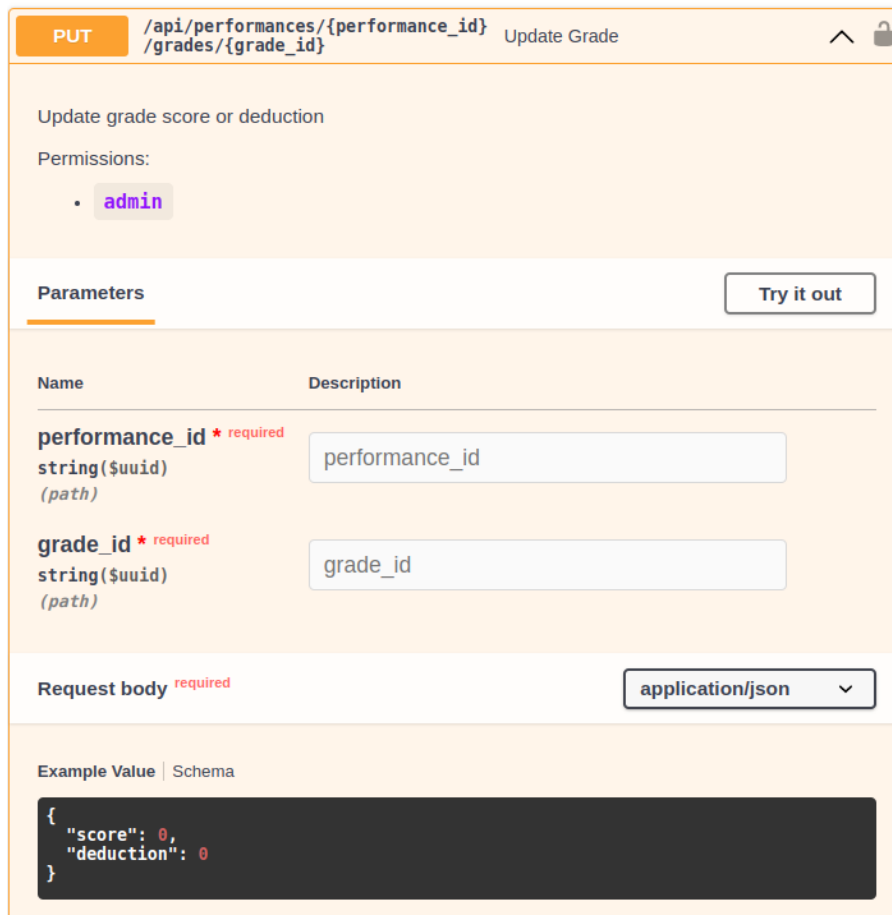 PUT
/api/performances/{performance_id}
/grades/{grade_id}
Update Grade
Update grade score or deduction
Permissions:
admin
Parameters
Try it out
Name
Description
performance_id * required
performance_id
string($uuid)
(path)
grade_id * required
grade_id
string($uuid)
(path)
Request body required
application/json
Example Value
Schema
{
"score": 0,
"deduction": 0
}